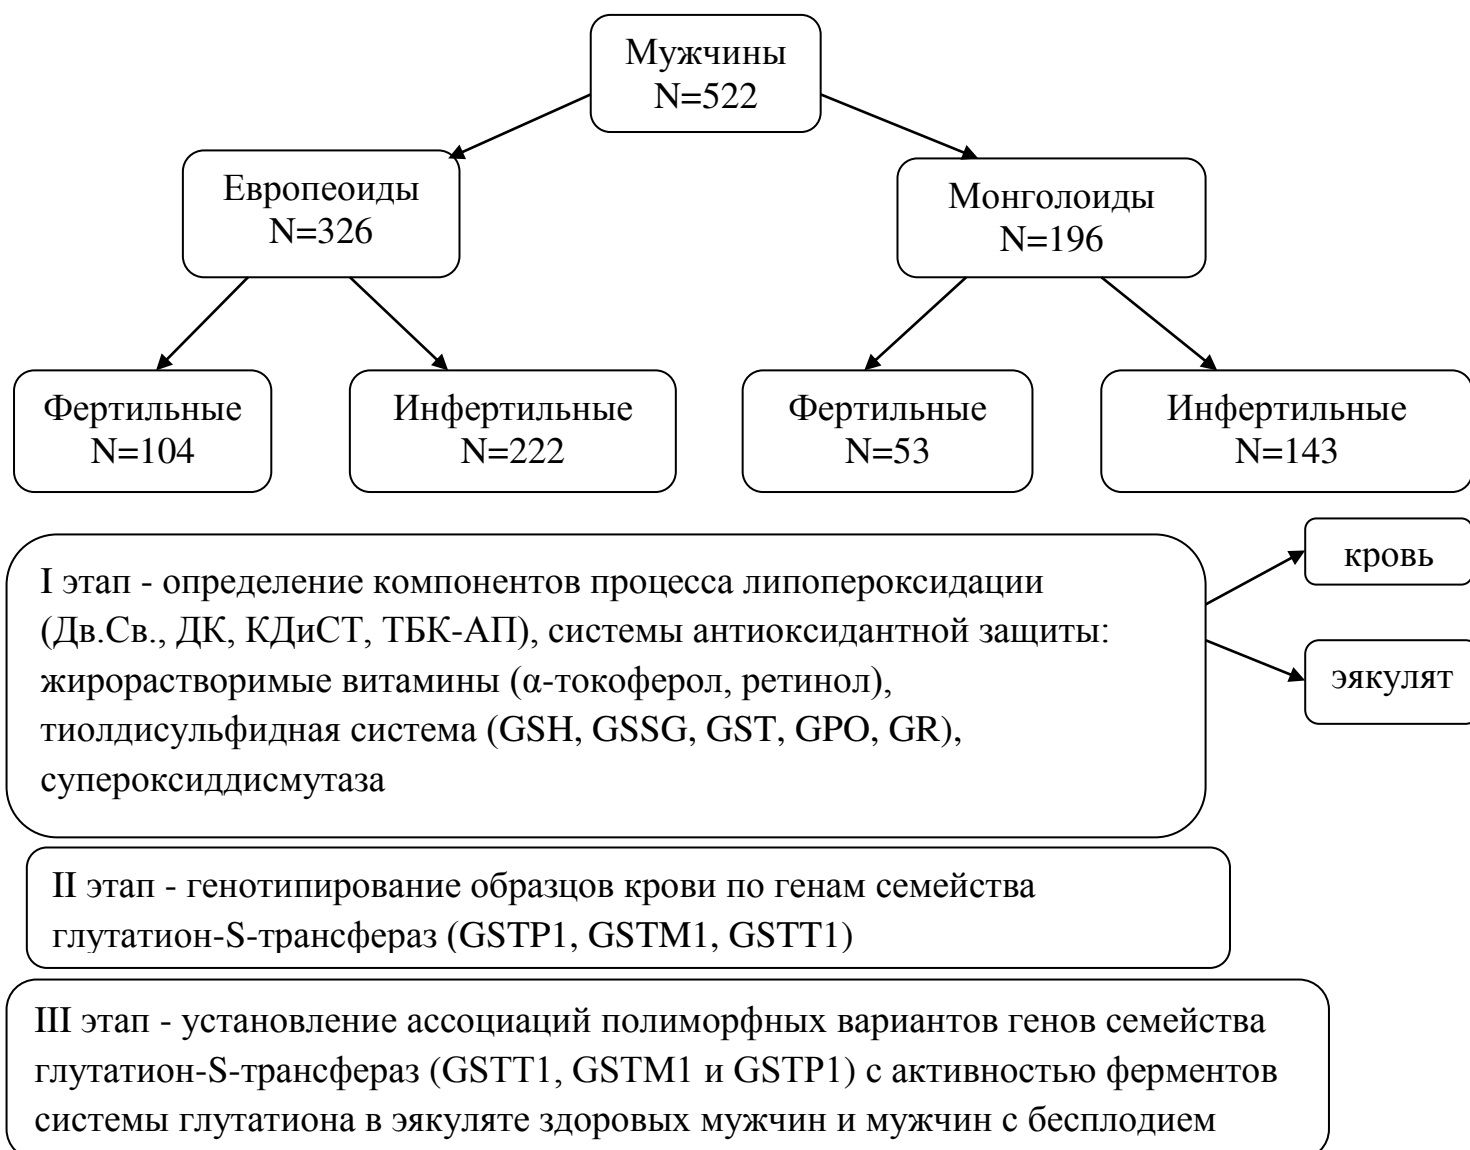 Мужчины
N=522
Европеоиды
N=326
Монголоиды
N=196
Фертильные
N=104
Инфертильные
N=222
Фертильные
N=53
Инфертильные
N=143
I этап - определение компонентов процесса липопероксидации
(Дв.Св., ДК, КДиСТ, ТБК-АП), системы антиоксидантной защиты:
жирорастворимые витамины (α-токоферол, ретинол),
тиолдисульфидная система (GSH, GSSG, GST, GPO, GR),
супероксиддисмутаза
кровь
эякулят
II этап - генотипирование образцов крови по генам семейства
глутатион-S-трансфераз (GSTP1, GSTM1, GSTT1)
III этап - установление ассоциаций полиморфных вариантов генов семейства
глутатион-S-трансфераз (GSTT1, GSTM1 и GSTP1) с активностью ферментов
системы глутатиона в эякуляте здоровых мужчин и мужчин с бесплодием